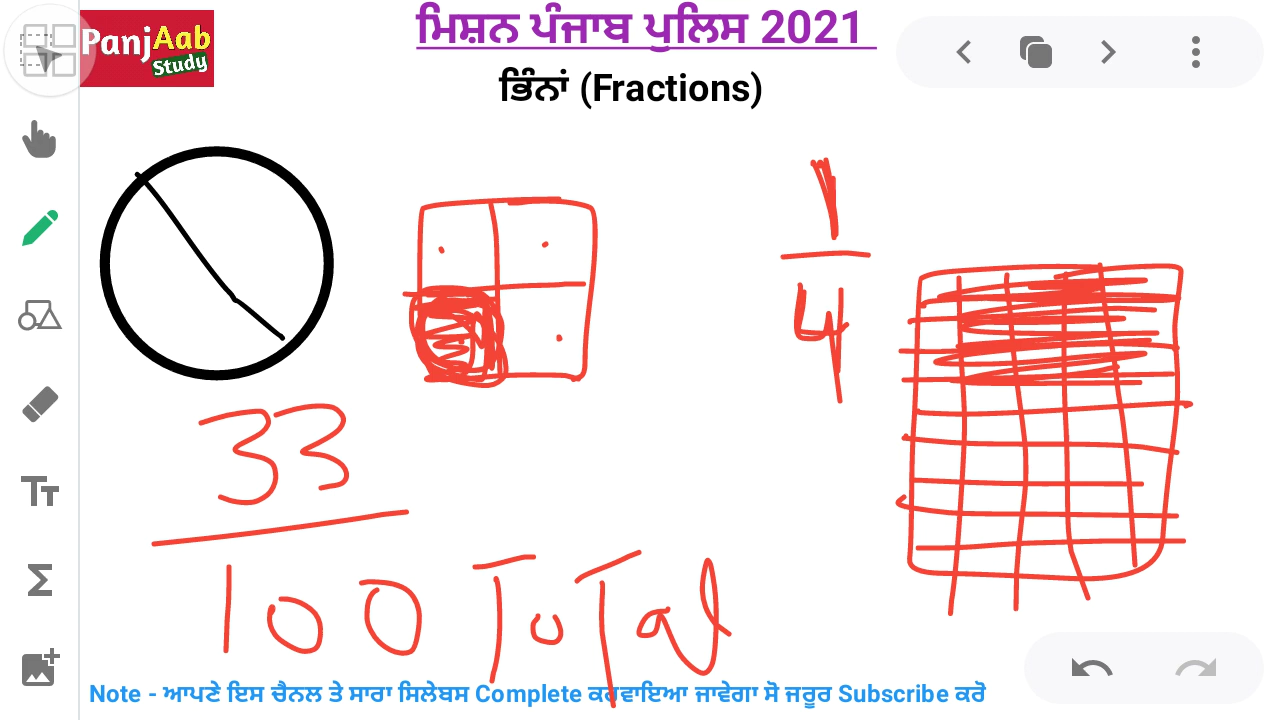 PanjAab
Study
ਮਿਸ਼ਨ ਪੰਜਾਬ ਪੁਲਿਸ 2021
ਭਿੰਨਾਂ (Fractions)
1
4
33
100 ToTal
Note - ਆਪਣੇ ਇਸ ਚੈਨਲ ਤੇ ਸਾਰਾ ਸਿਲੇਬਸ Complete ਕਰਵਾਇਆ ਜਾਵੇਗਾ ਸੋ ਜਰੂਰ Subscribe ਕਰੋ